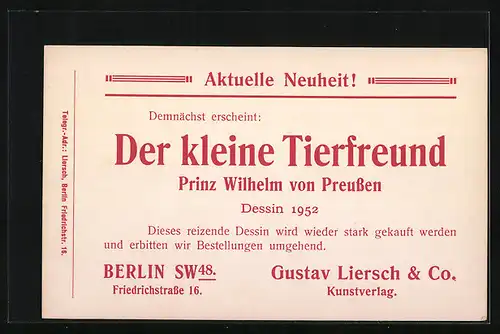 Aktuelle Neuheit!
Demnächst erscheint:
Der kleine Tierfreund
Prinz Wilhelm von Preußen
Dessin 1952
Dieses reizende Dessin wird wieder stark gekauft werden
und erbitten wir Bestellungen umgehend.
BERLIN SW48.
Friedrichstraße 16.
Gustav Liersch & Co.
Kunstverlag.
Telegr.-Adr.: Liersch, Berlin Friedrichstr. 16.